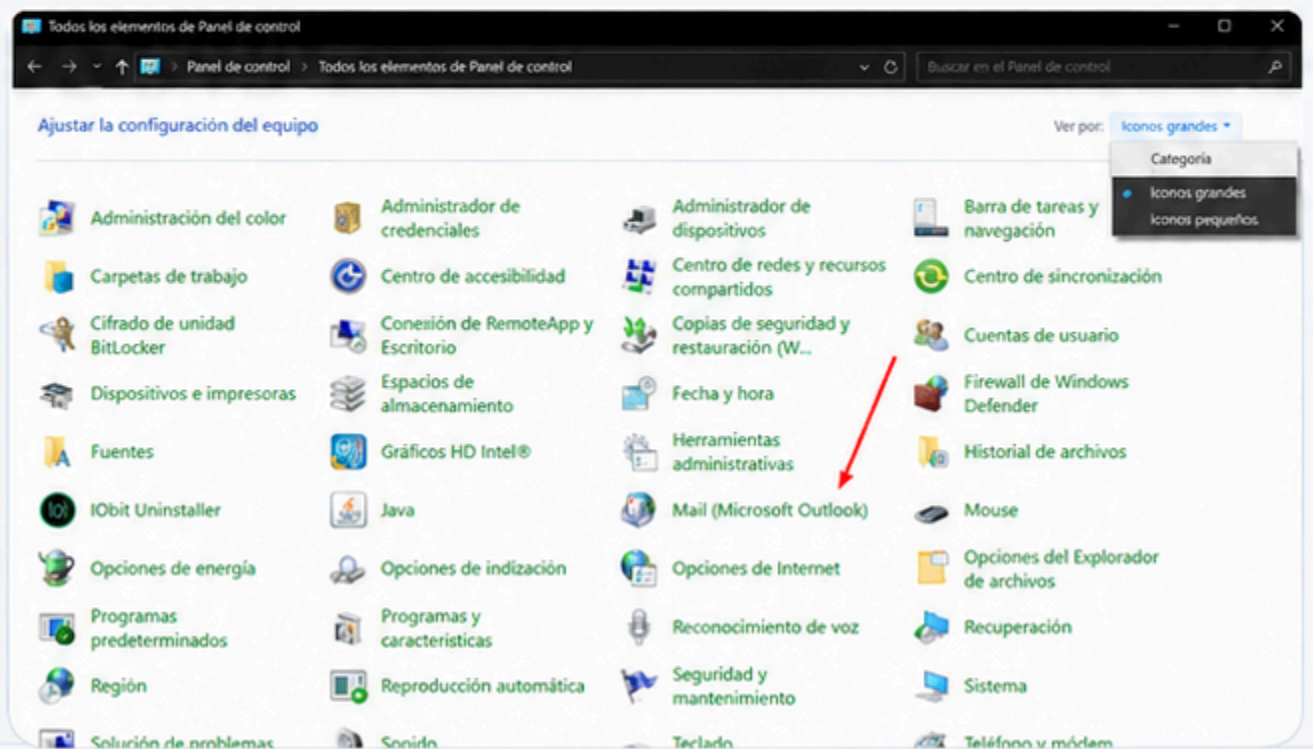 Todos los elementos de Panel de control
Panel de control > Todos los elementos de Panel de control
Buscar en el Panel de control
Ajustar la configuración del equipo
Ver por:
Iconos grandes
Categoría
Iconos grandes
Iconos pequeños
Administración del color
Administrador de
credenciales
Administrador de
dispositivos
Barra de tareas y
navegación
Carpetas de trabajo
Centro de accesibilidad
Centro de redes y recursos
compartidos
Centro de sincronización
Cifrado de unidad
BitLocker
Conexión de RemoteApp y
Escritorio
Copias de seguridad y
restauración (W...
Cuentas de usuario
Dispositivos e impresoras
Espacios de
almacenamiento
Fecha y hora
Firewall de Windows
Defender
Fuentes
Gráficos HD Intel®
Herramientas
administrativas
Historial de archivos
IObit Uninstaller
Java
Mail (Microsoft Outlook)
Mouse
Opciones de energía
Opciones de indización
Opciones de Internet
Opciones del Explorador
de archivos
Programas
predeterminados
Programas y
características
Reconocimiento de voz
Recuperación
Región
Reproducción automática
Seguridad y
mantenimiento
Sistema
Solución de problemas
Sonido
Teclado
Teléfono y módem